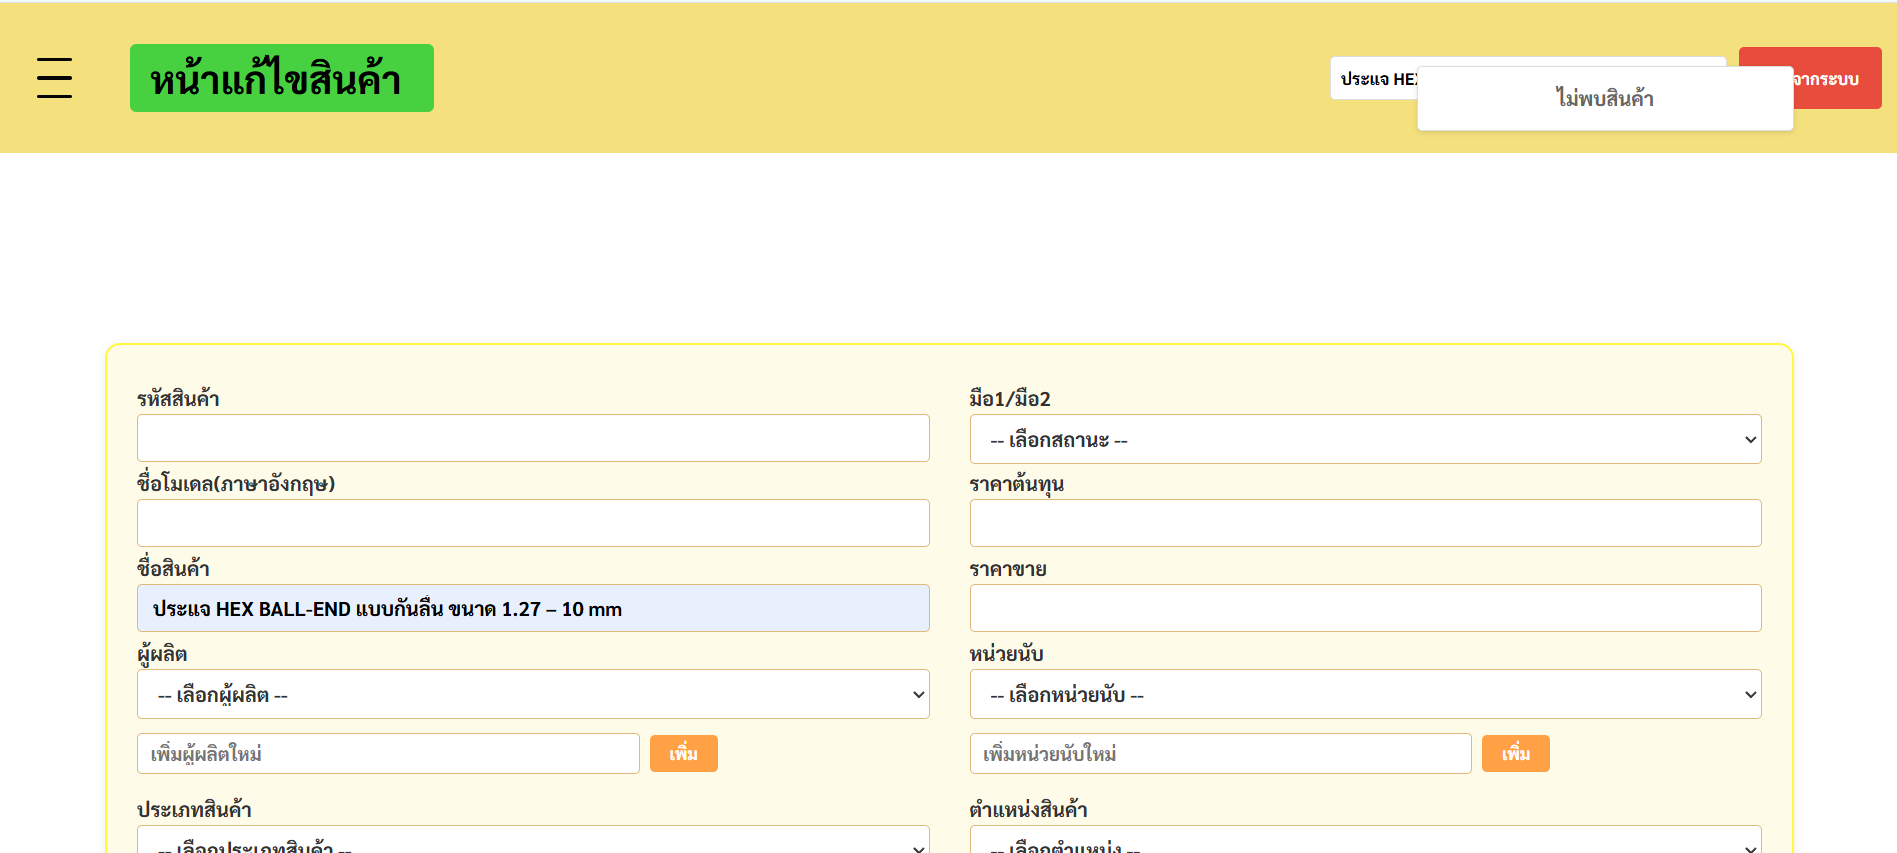 หน้าแก้ไขสินค้า
ประแจ HEX
ไม่พบสินค้า
จากระบบ
รหัสสินค้า
มือ1/มือ2
-- เลือกสถานะ --
ชื่อโมเดล(ภาษาอังกฤษ)
ราคาต้นทุน
ชื่อสินค้า
ราคาขาย
ประแจ HEX BALL-END แบบกันลื่น ขนาด 1.27 – 10 mm
ผู้ผลิต
หน่วยนับ
-- เลือกผู้ผลิต --
-- เลือกหน่วยนับ --
เพิ่มผู้ผลิตใหม่
เพิ่ม
เพิ่มหน่วยนับใหม่
เพิ่ม
ประเภทสินค้า
ตำแหน่งสินค้า
-- เลือกประเภทสินค้า --
-- เลือกตำแหน่ง --